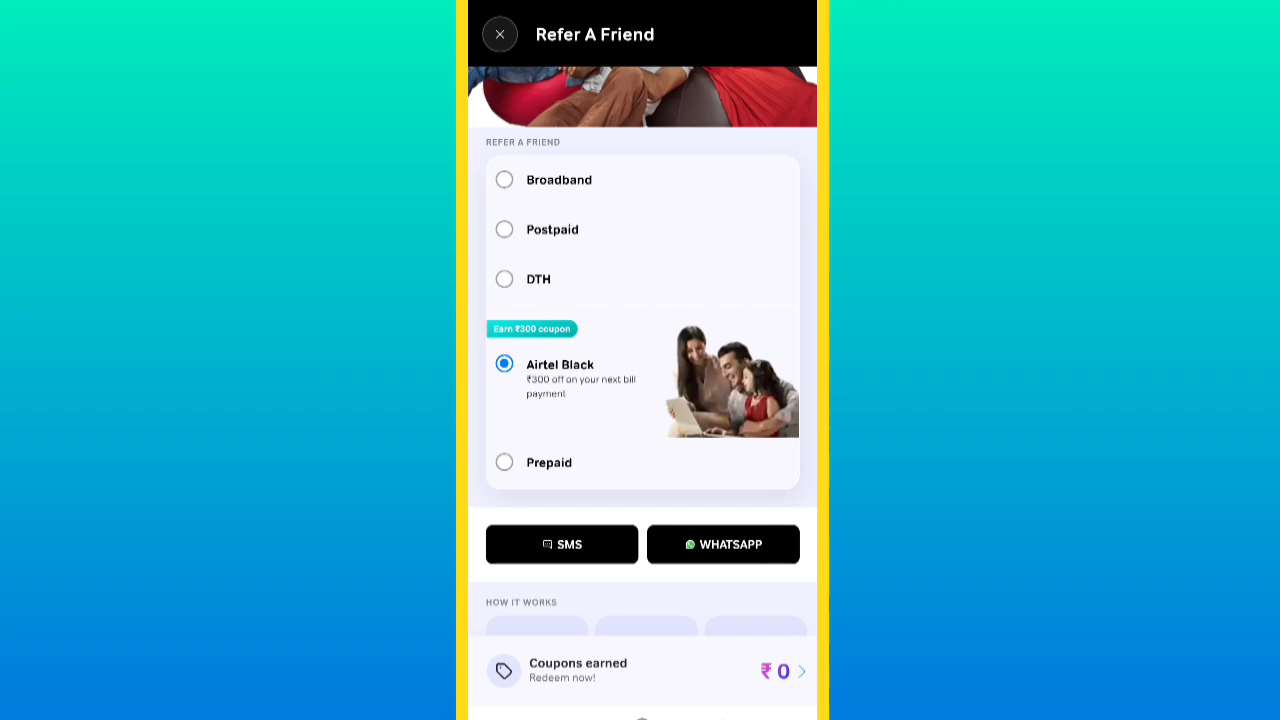 Refer A Friend
REFER A FRIEND
Broadband
Postpaid
DTH
Earn ₹300 coupon
Airtel Black
₹300 off on your next bill
payment
Prepaid
SMS
WHATSAPP
HOW IT WORKS
Coupons earned
Redeem now!
₹ 0